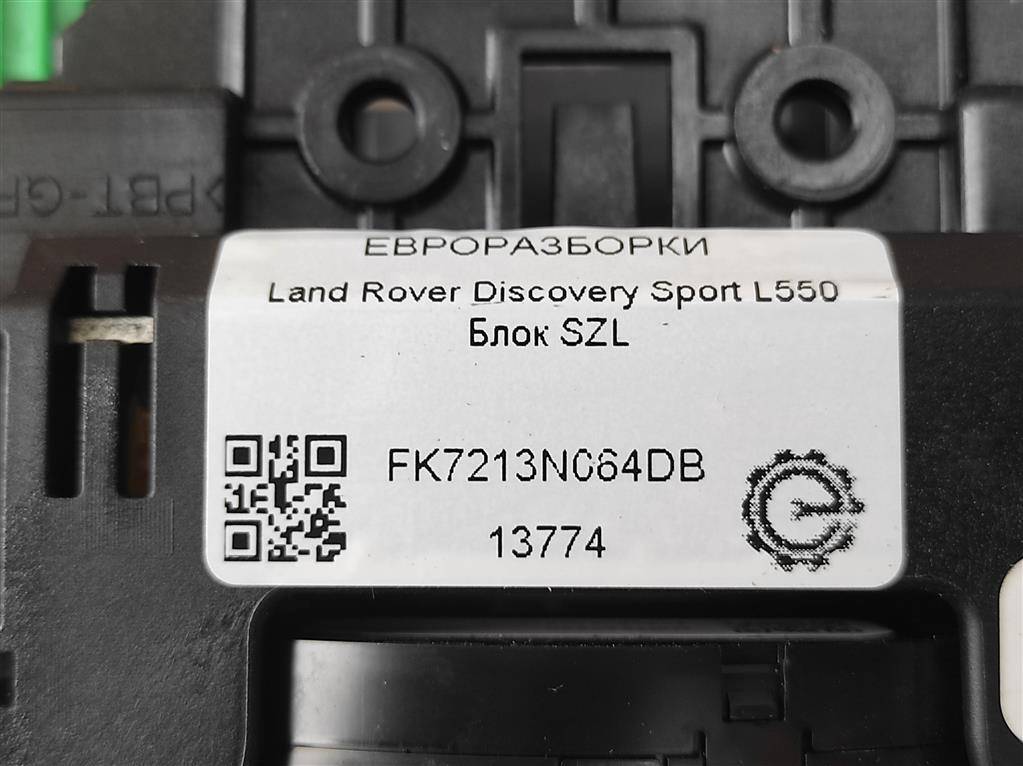 PBT-GF
ЕВРОРАЗБОРКИ
Land Rover Discovery Sport L550
Блок SZL
FK7213N064DB
13774